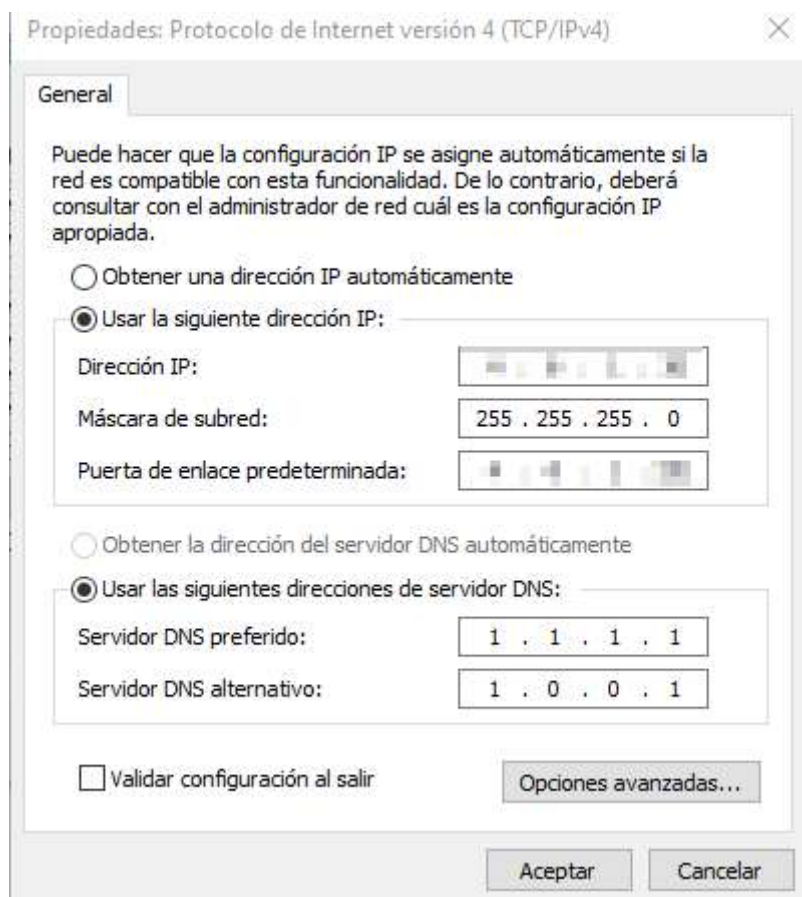 Propiedades: Protocolo de Internet versión 4 (TCP/IPv4)
General
Puede hacer que la configuración IP se asigne automáticamente si la
red es compatible con esta funcionalidad. De lo contrario, deberá
consultar con el administrador de red cuál es la configuración IP
apropiada.
Obtener una dirección IP automáticamente
Usar la siguiente dirección IP:
Dirección IP:
Máscara de subred: 255 . 255 . 255 . 0
Puerta de enlace predeterminada:
Obtener la dirección del servidor DNS automáticamente
Usar las siguientes direcciones de servidor DNS:
Servidor DNS preferido: 1 . 1 . 1 . 1
Servidor DNS alternativo: 1 . 0 . 0 . 1
Validar configuración al salir Opciones avanzadas...
Aceptar Cancelar